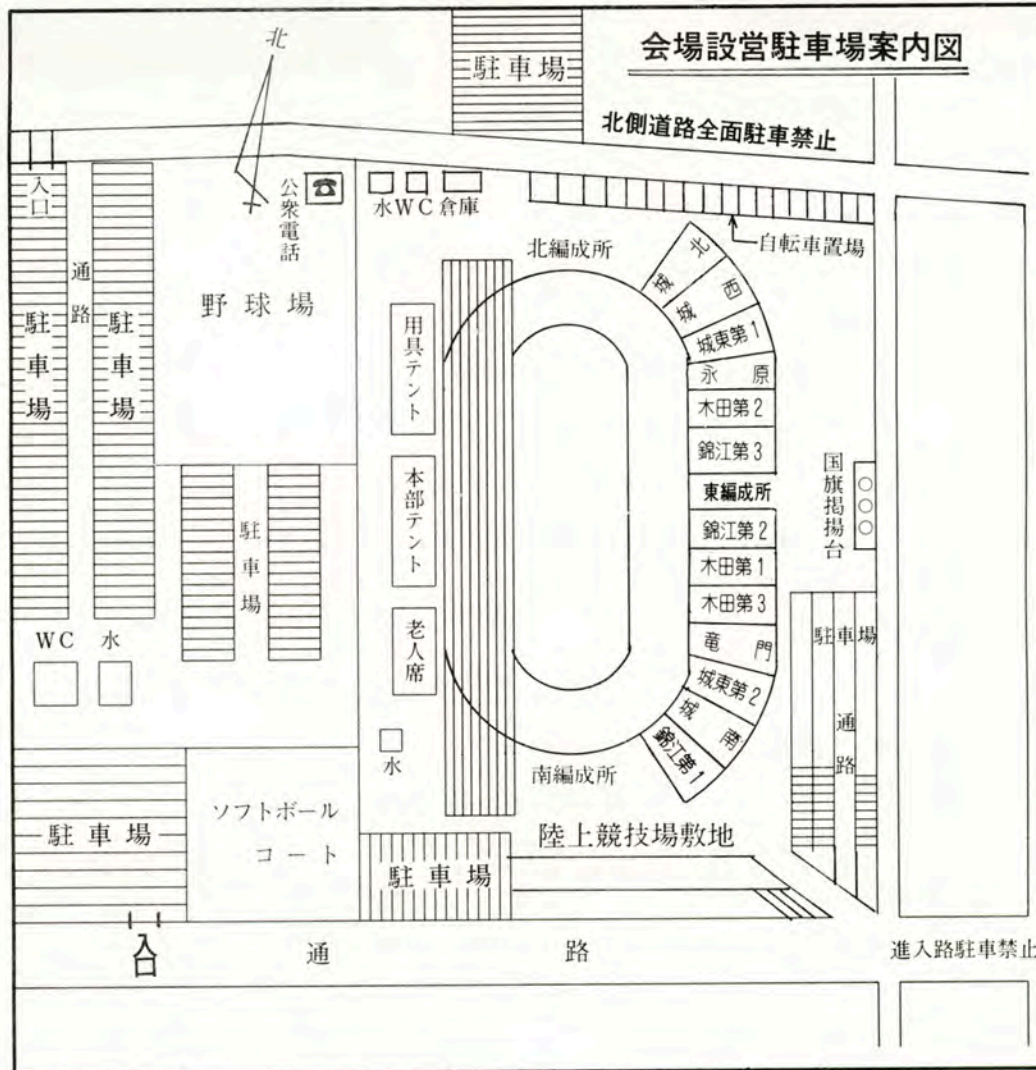 会場設営駐車場案内図
北
駐車場
北側道路全面駐車禁止
入口
通路
駐車場
駐車場
公衆電話
☎
水
WC
倉庫
自転車置場
野球場
北編成所
用具テント
本部テント
老人席
城北
城西
城東第1
永原
木田第2
錦江第3
東編成所
錦江第2
木田第1
木田第3
竜門
城東第2
城南
錦江第1
国旗掲揚台
駐車場
駐車場
通路
WC
水
水
南編成所
駐車場
ソフトボール
コート
駐車場
陸上競技場敷地
入口
通路
進入路駐車禁止